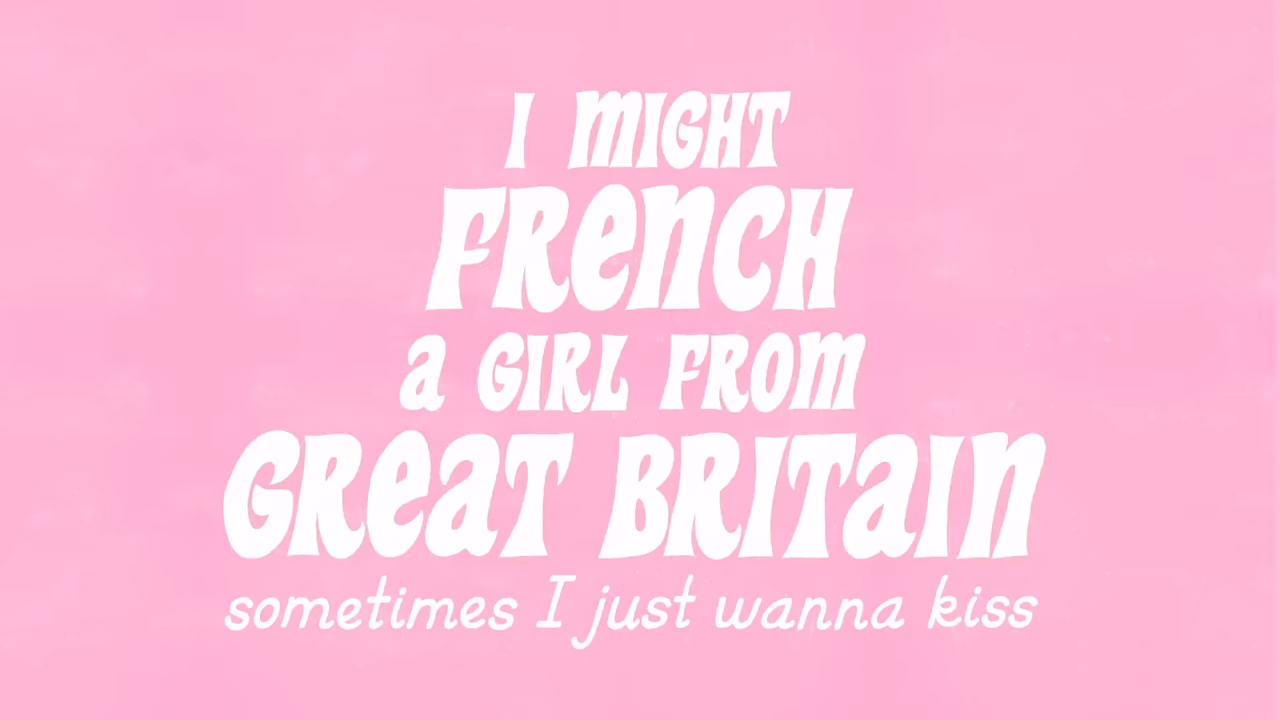 I MIGHT
FRENCH
A GIRL FROM
GREAT BRITAIN
sometimes I just wanna kiss